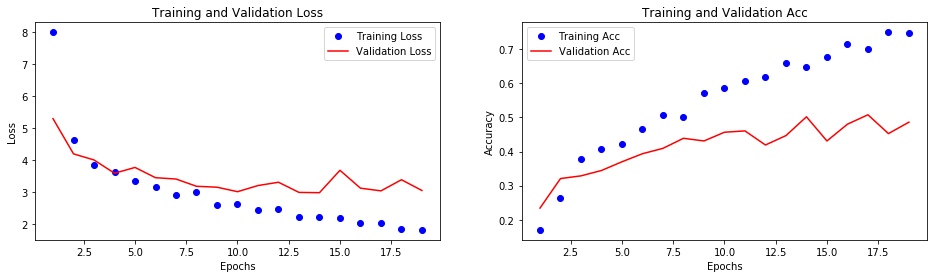 Training and Validation Loss
Training Loss
Validation Loss
8
7
6
5
4
3
2
Loss
2.5 5.0 7.5 10.0 12.5 15.0 17.5
Epochs
Training and Validation Acc
Training Acc
Validation Acc
0.7
0.6
0.5
0.4
0.3
0.2
Accuracy
2.5 5.0 7.5 10.0 12.5 15.0 17.5
Epochs